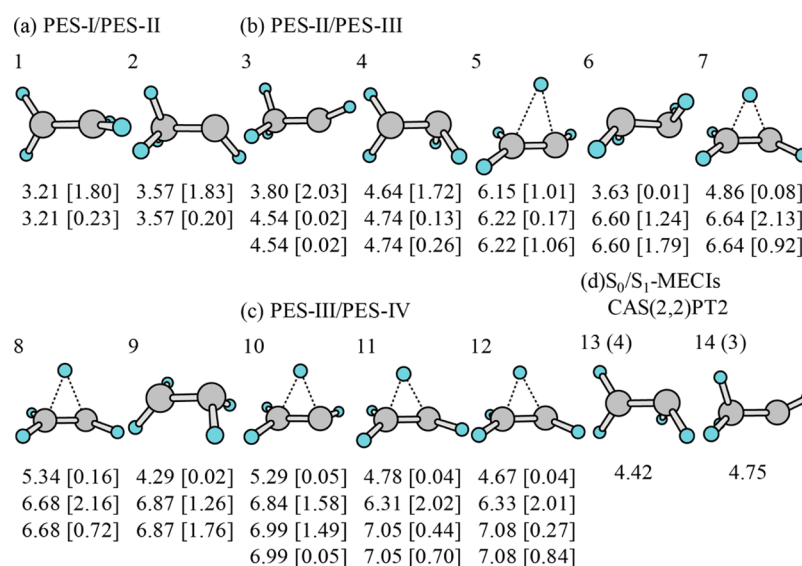 (a) PES-I/PES-II (b) PES-II/PES-III
1 2 3 4 5 6 7
3.21 [1.80] 3.57 [1.83] 3.80 [2.03] 4.64 [1.72] 6.15 [1.01] 3.63 [0.01] 4.86 [0.08]
3.21 [0.23] 3.57 [0.20] 4.54 [0.02] 4.74 [0.13] 6.22 [0.17] 6.60 [1.24] 6.64 [2.13]
4.54 [0.02] 4.74 [0.26] 6.22 [1.06] 6.60 [1.79] 6.64 [0.92]
(c) PES-III/PES-IV (d)S0/S1-MECIs
CAS(2,2)PT2
8 9 10 11 12 13 (4) 14 (3)
5.34 [0.16] 4.29 [0.02] 5.29 [0.05] 4.78 [0.04] 4.67 [0.04] 4.42 4.75
6.68 [2.16] 6.87 [1.26] 6.84 [1.58] 6.31 [2.02] 6.33 [2.01]
6.68 [0.72] 6.87 [1.76] 6.99 [1.49] 7.05 [0.44] 7.08 [0.27]
6.99 [0.05] 7.05 [0.70] 7.08 [0.84]